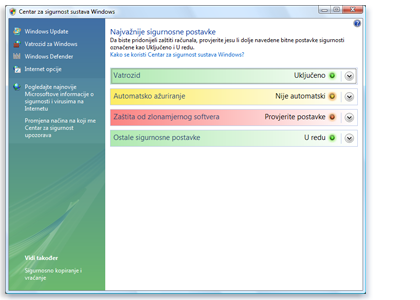 Centar za sigurnost sustava Windows
Windows Update
Vatrozid za Windows
Windows Defender
Internet opcije
Pogledajte najnovije
Microsoftove informacije o
sigurnosti i virusima na
Internetu
Promjena načina na koji me
Centar za sigurnost
upozorava
Vidi također
Sigurnosno kopiranje i
vraćanje
Najvažnije sigurnosne postavke
Da biste pridonijeli zaštiti računala, provjerite jesu li dolje navedene bitne postavke sigurnosti
označene kao Uključeno i U redu.
Kako se koristi Centar za sigurnost sustava Windows?
Vatrozid Uključeno
Automatsko ažuriranje Nije automatski
Zaštita od zlonamjernog softvera Provjerite postavke
Ostale sigurnosne postavke U redu